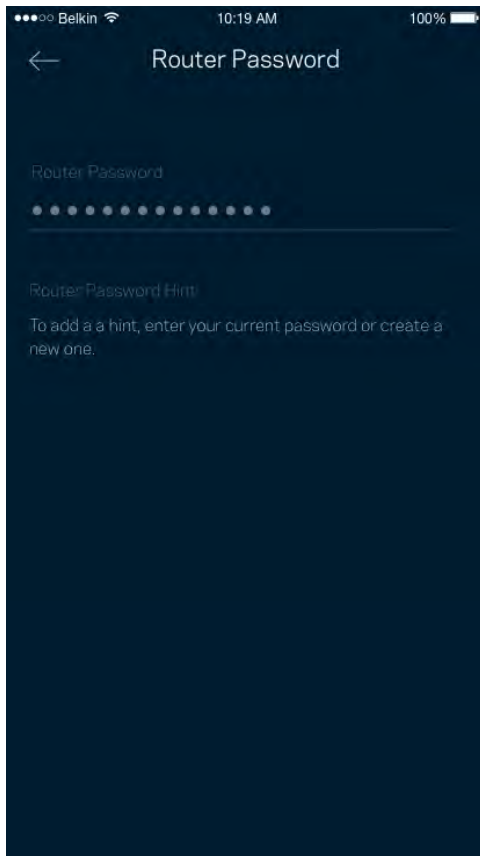 ●●●○○ Belkin 10:19 AM 100%
Router Password
Router Password
●●●●●●●●●●●●●●
Router Password Hint
To add a a hint, enter your current password or create a
new one.